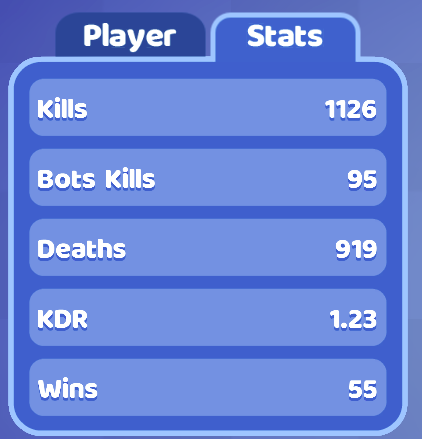 Player Stats
Kills 1126
Bots Kills 95
Deaths 919
KDR 1.23
Wins 55